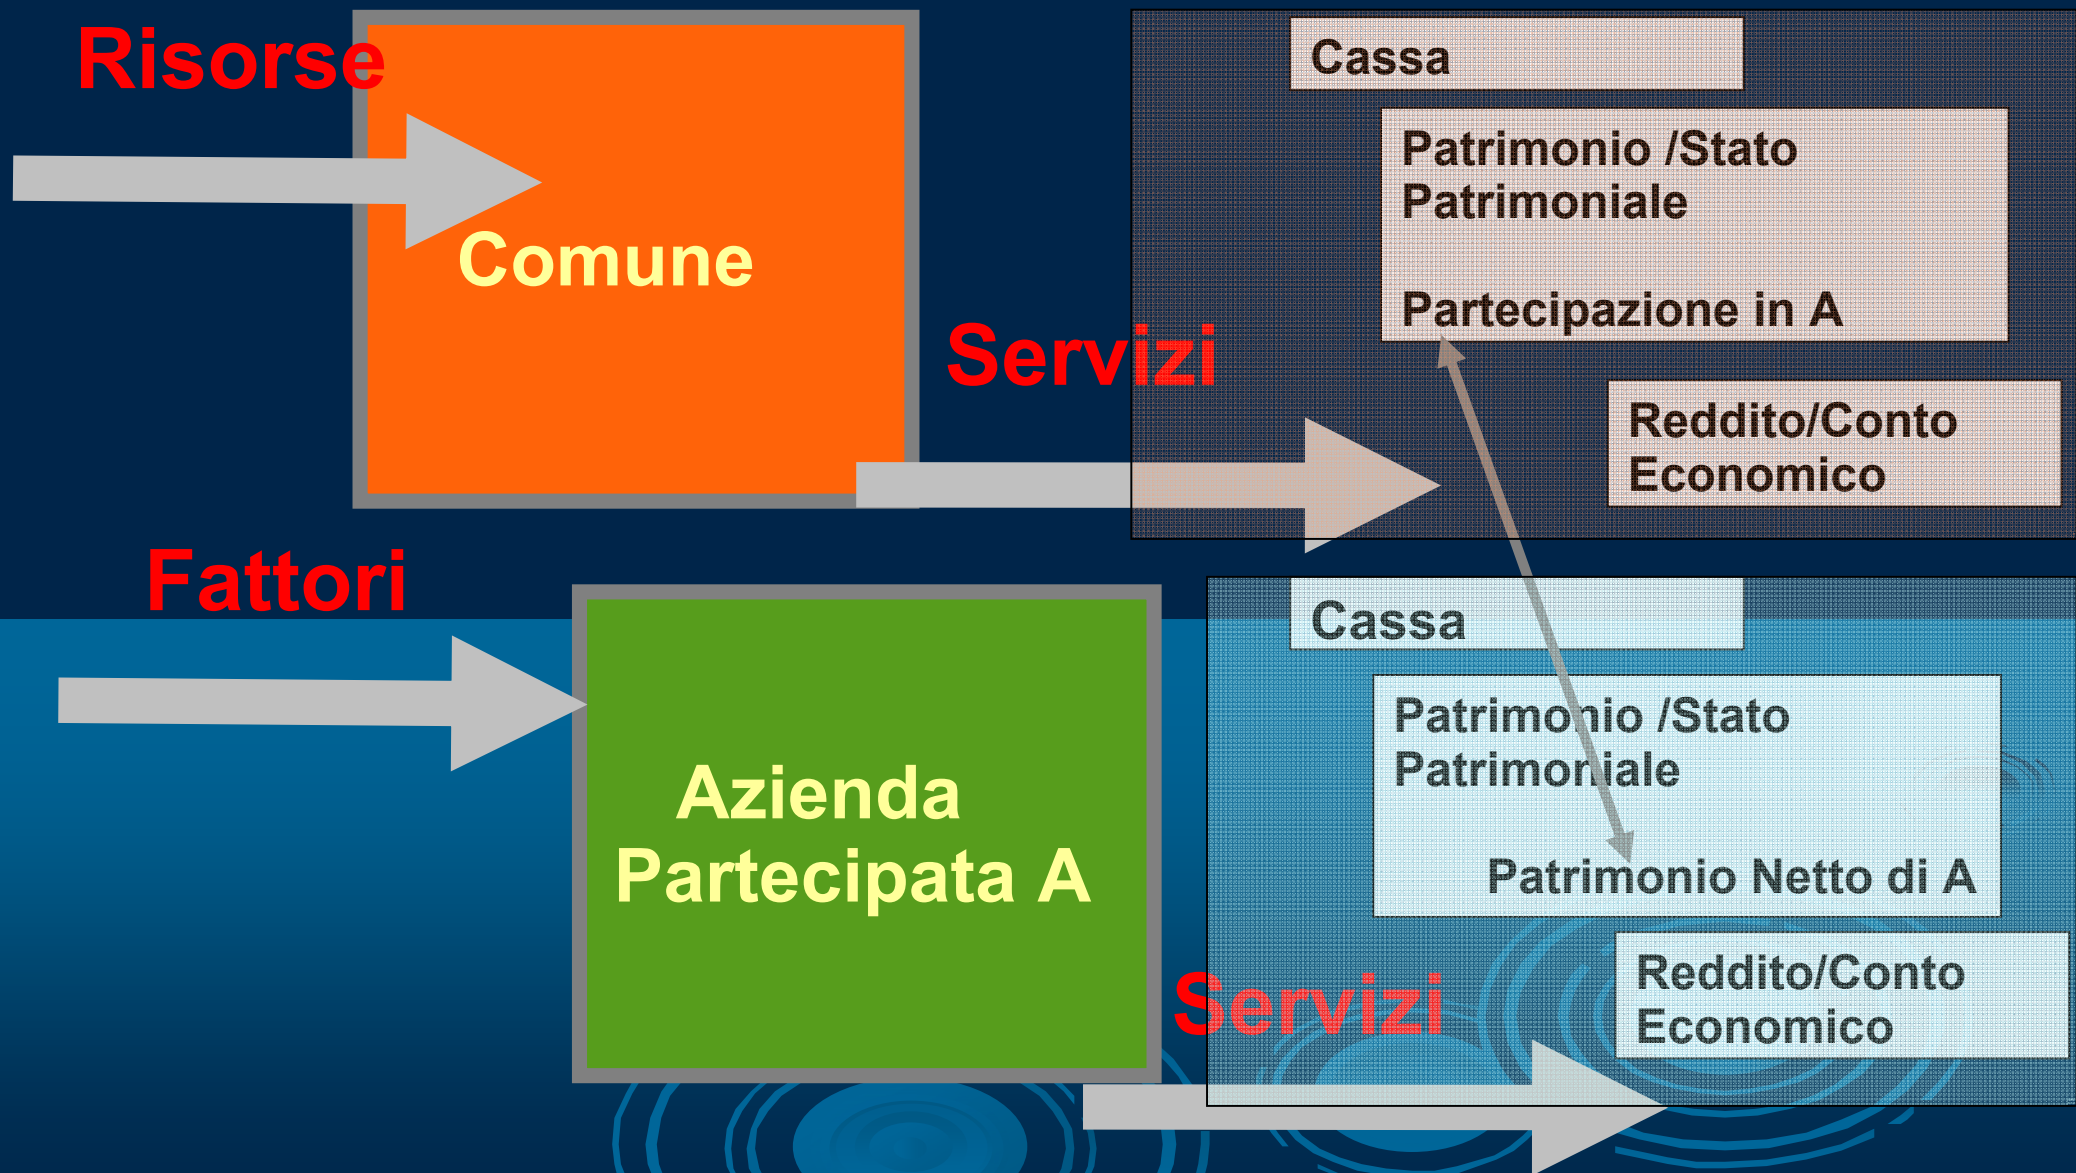 Risorse
Comune
Servizi
Cassa
Patrimonio /Stato
Patrimoniale
Partecipazione in A
Reddito/Conto
Economico
Fattori
Azienda
Partecipata A
Servizi
Cassa
Patrimonio /Stato
Patrimoniale
Patrimonio Netto di A
Reddito/Conto
Economico